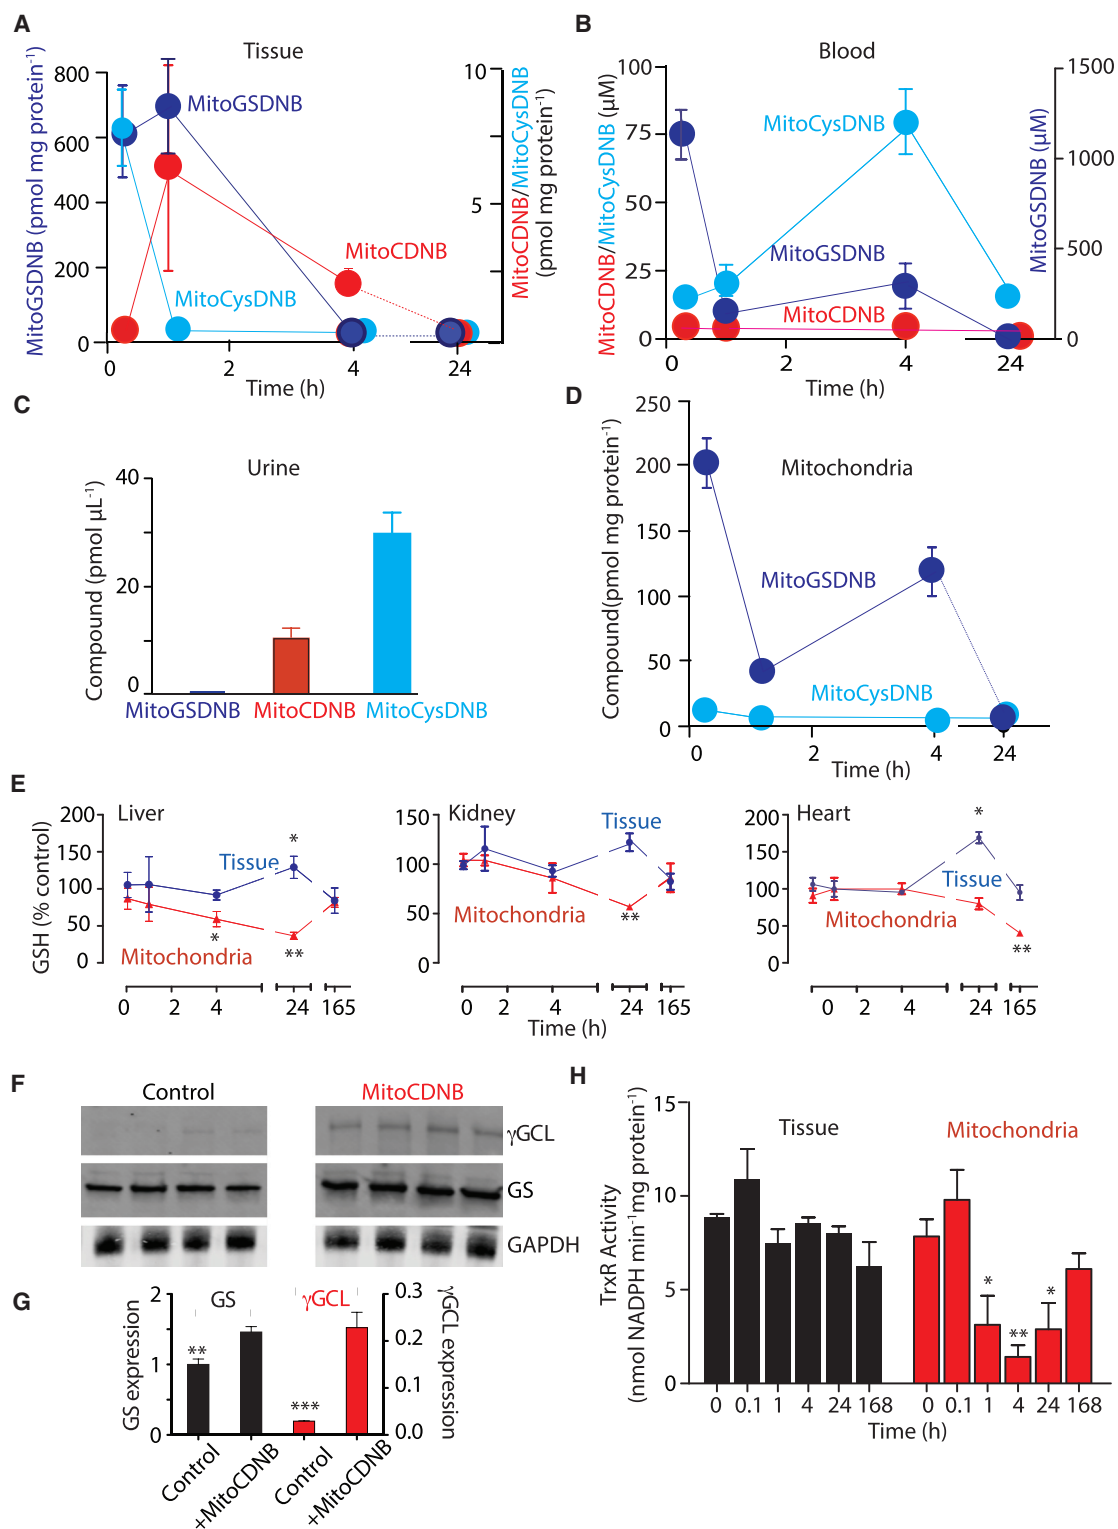 A
Tissue
MitoGSDNB (pmol mg protein-1)
800
600
400
200
0
0
2
4
24
Time (h)
10
5
MitoCDNB/MitoCysDNB
(pmol mg protein-1)
MitoGSDNB
MitoCDNB
MitoCysDNB
B
Blood
MitoCDNB/MitoCysDNB (µM)
100
75
50
25
0
0
2
4
24
Time (h)
1500
1000
500
0
MitoGSDNB (µM)
MitoCysDNB
MitoGSDNB
MitoCDNB
C
Urine
Compound (pmol µL-1)
40
20
0
MitoGSDNB
MitoCDNB
MitoCysDNB
D
Mitochondria
Compound(pmol mg protein-1)
250
200
150
100
50
0
0
2
4
24
Time (h)
MitoGSDNB
MitoCysDNB
E
GSH (% control)
Liver
200
150
100
50
0
Tissue
Mitochondria
*
*
**
0
2
4
24
165
Kidney
150
100
50
0
Tissue
Mitochondria
**
0
2
4
24
165
Time (h)
Heart
200
150
100
50
0
Tissue
Mitochondria
*
**
0
2
4
24
165
F
Control
MitoCDNB
γGCL
GS
GAPDH
G
GS expression
2
1
0
GS
γGCL
**
***
0.3
0.2
0.1
0.0
γGCL expression
Control
+MitoCDNB
Control
+MitoCDNB
H
TrxR Activity
(nmol NADPH min-1mg protein-1)
15
10
5
0
Tissue
Mitochondria
*
**
*
0
0.1
1
4
24
168
0
0.1
1
4
24
168
Time (h)